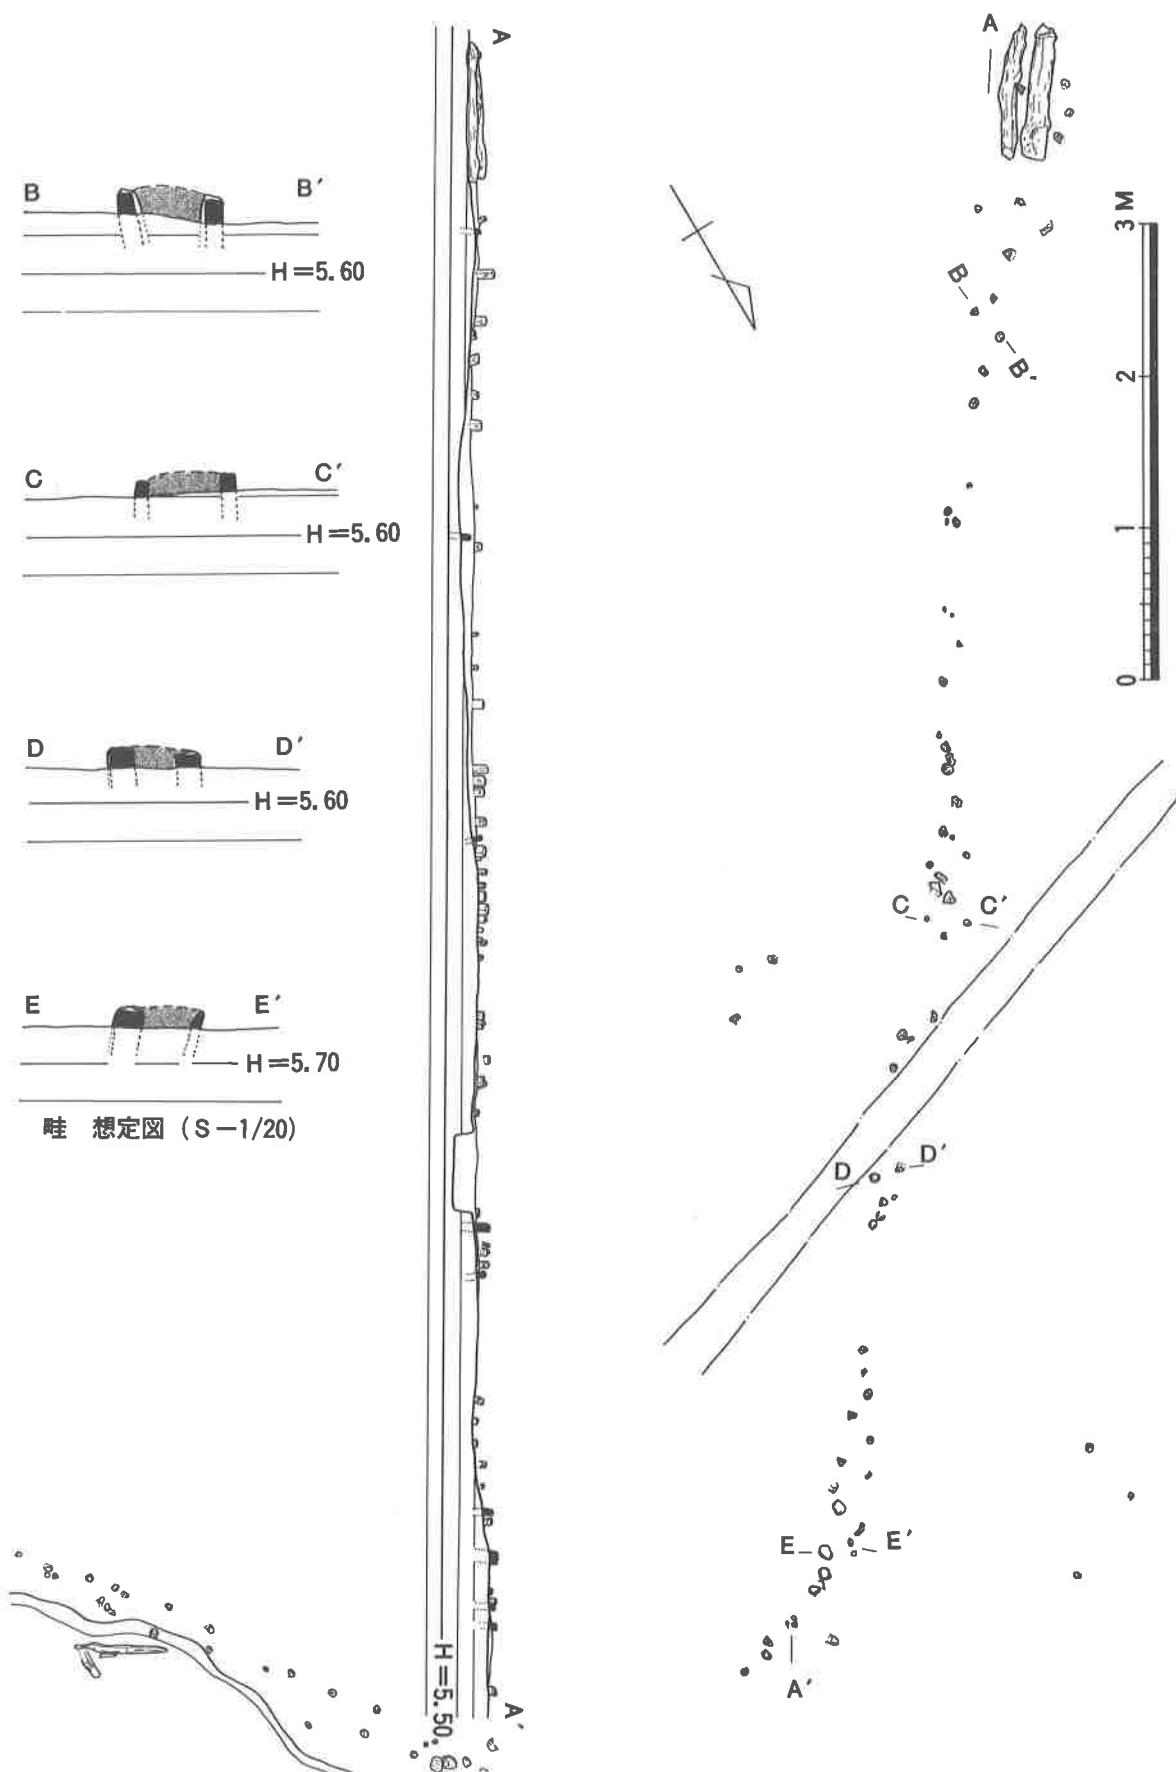 B B′
H=5.60
C C′
H=5.60
D D′
H=5.60
E E′
H=5.70
畦 想定図 (S-1/20)
A
H=5.50
A′
A
B
B′
C C′
D D′
E E′
A′
3M
2
1
0